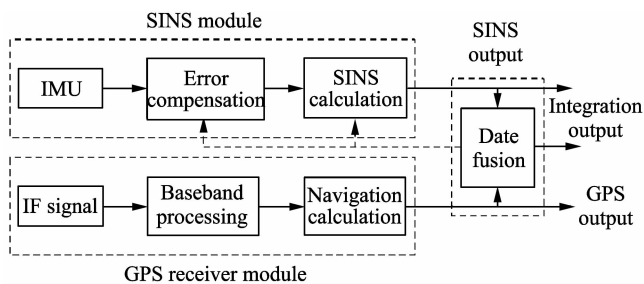 SINS module
SINS
output
IMU
Error
compensation
SINS
calculation
Integration
output
Date
fusion
IF signal
Baseband
processing
Navigation
calculation
GPS
output
GPS receiver module